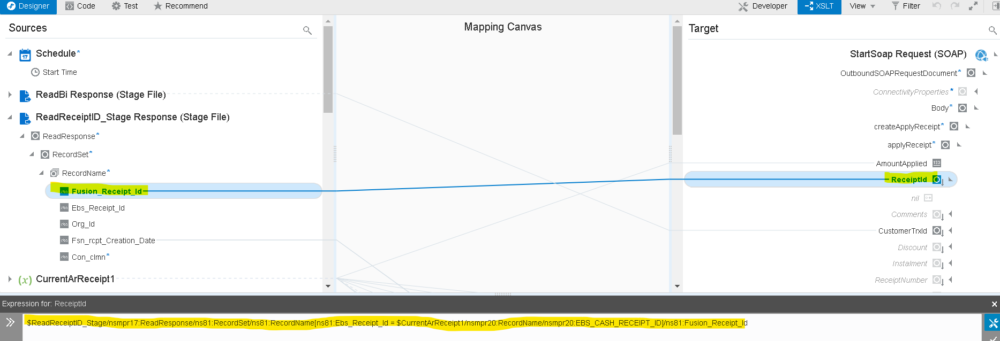 Designer Code Test Recommend Developer XSLT View Filter
Sources
Mapping Canvas
Target
Schedule*
17
Start Time
ReadBi Response (Stage File)
ReadReceiptID_Stage Response (Stage File)
ReadResponse*
RecordSet*
RecordName*
Fusion_Receipt_Id
Ebs_Receipt_Id
Org_Id
Fsn_rcpt_Creation_Date
Con_clmn*
(x) CurrentArReceipt1
StartSoap Request (SOAP)
OutboundSOAPRequestDocument*
ConnectivityProperties*
Body*
createApplyReceipt*
applyReceipt*
AmountApplied 123
ReceiptId
nil
Comments
CustomerTrxId
Discount
Instalment
ReceiptNumber
Expression for: ReceiptId
$ReadReceiptID_Stage/nsmpr17:ReadResponse/ns81:RecordSet/ns81:RecordName[ns81:Ebs_Receipt_Id = $CurrentArReceipt1/nsmpr20:RecordName/nsmpr20:EBS_CASH_RECEIPT_ID]/ns81:Fusion_Receipt_Id